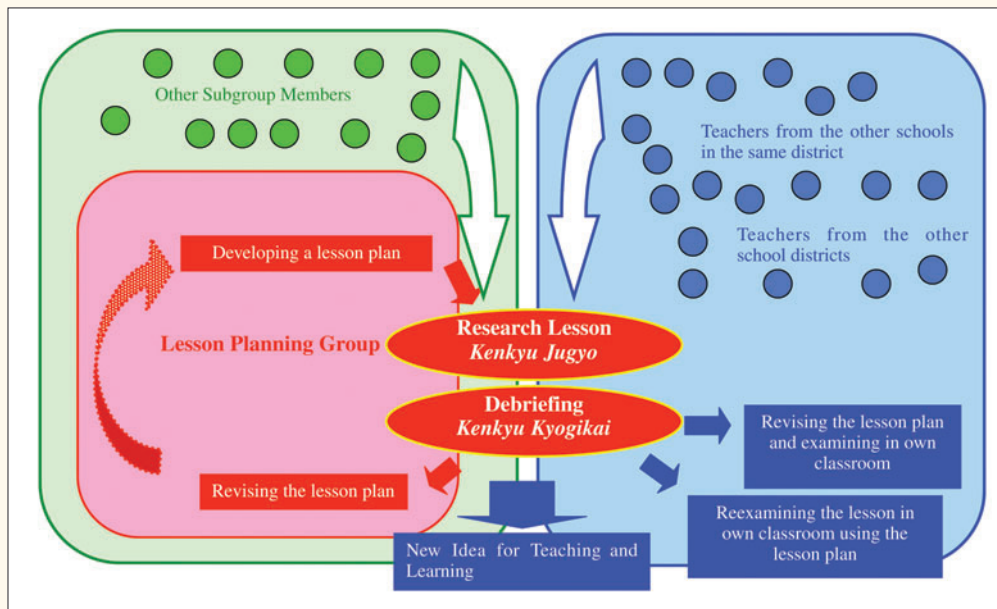 Other Subgroup Members
Teachers from the other schools
in the same district
Teachers from the other
school districts
Developing a lesson plan
Lesson Planning Group
Research Lesson
Kenkyu Jugyo
Debriefing
Kenkyu Kyogikai
Revising the lesson plan
Revising the lesson plan
and examining in own
classroom
Reexamining the lesson in
own classroom using the
lesson plan
New Idea for Teaching and
Learning